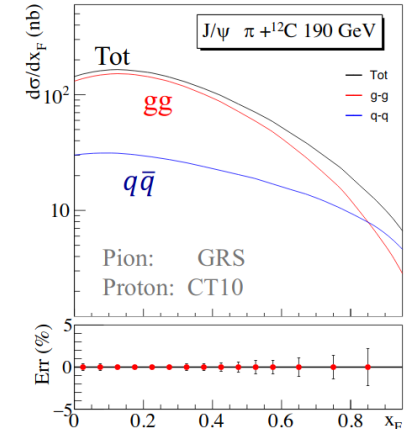 J/ψ π +¹²C 190 GeV
dσ/dx_F (nb)
Tot
Tot
g-g
q-q
gg
10²
qq̄
10
Pion: GRS
Proton: CT10
Err (%)
5
0
−5
0 0.2 0.4 0.6 0.8 x_F